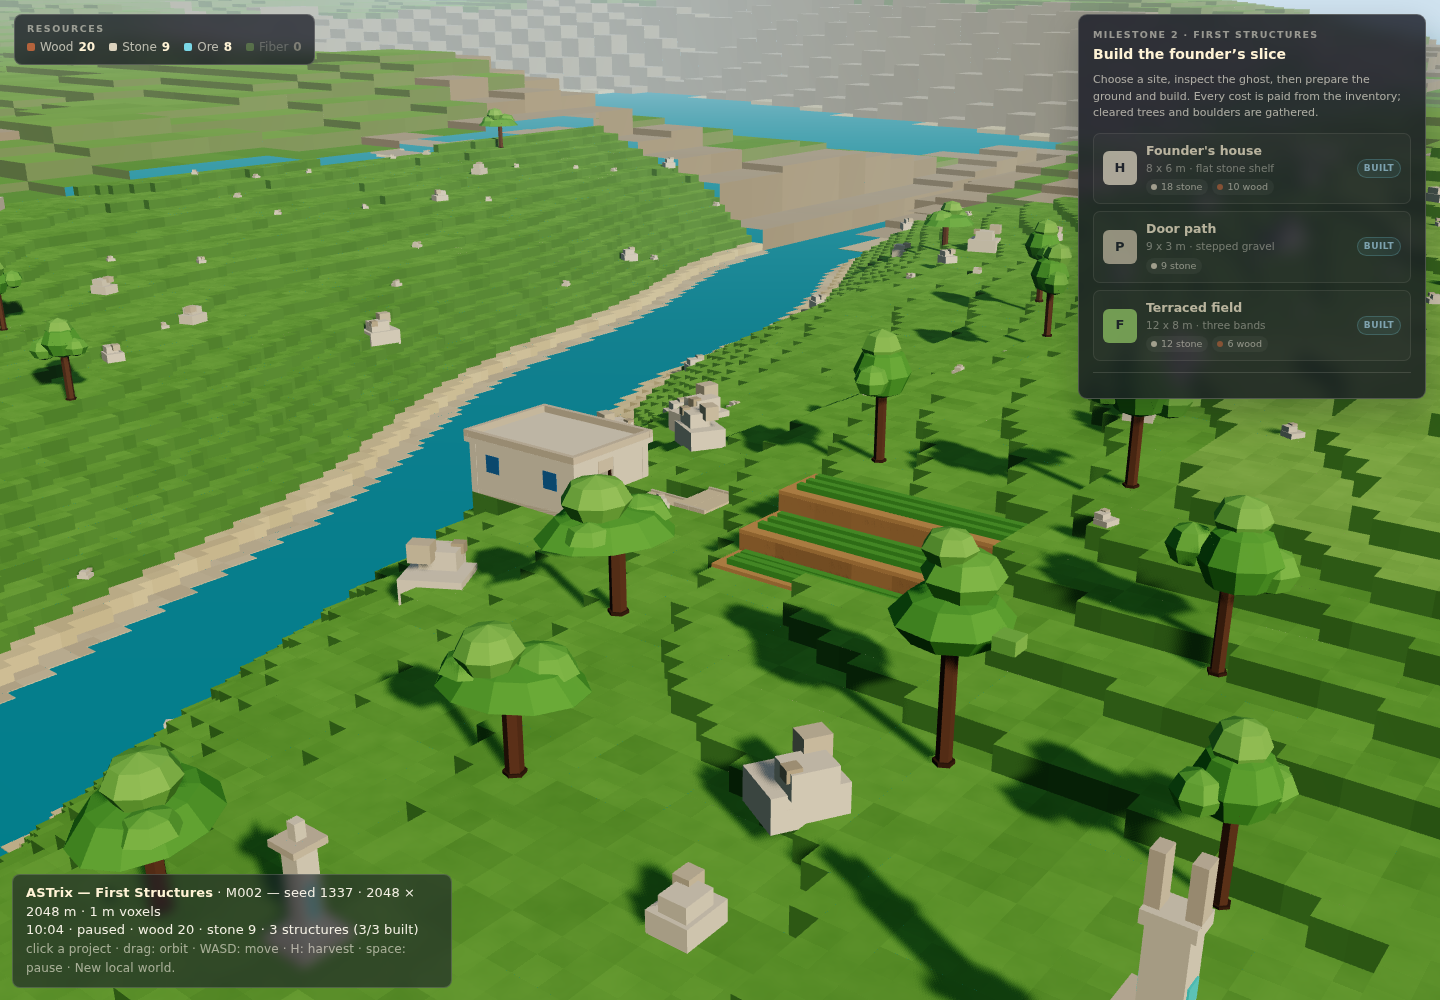 RESOURCES
Wood 20 Stone 9 Ore 8 Fiber 0
MILESTONE 2 · FIRST STRUCTURES
Build the founder’s slice
Choose a site, inspect the ghost, then prepare the
ground and build. Every cost is paid from the inventory;
cleared trees and boulders are gathered.
H
Founder's house
8 x 6 m · flat stone shelf
18 stone 10 wood
BUILT
P
Door path
9 x 3 m · stepped gravel
9 stone
BUILT
F
Terraced field
12 x 8 m · three bands
12 stone 6 wood
BUILT
ASTrix — First Structures · M002 — seed 1337 · 2048 ×
2048 m · 1 m voxels
10:04 · paused · wood 20 · stone 9 · 3 structures (3/3 built)
click a project · drag: orbit · WASD: move · H: harvest · space:
pause · New local world.